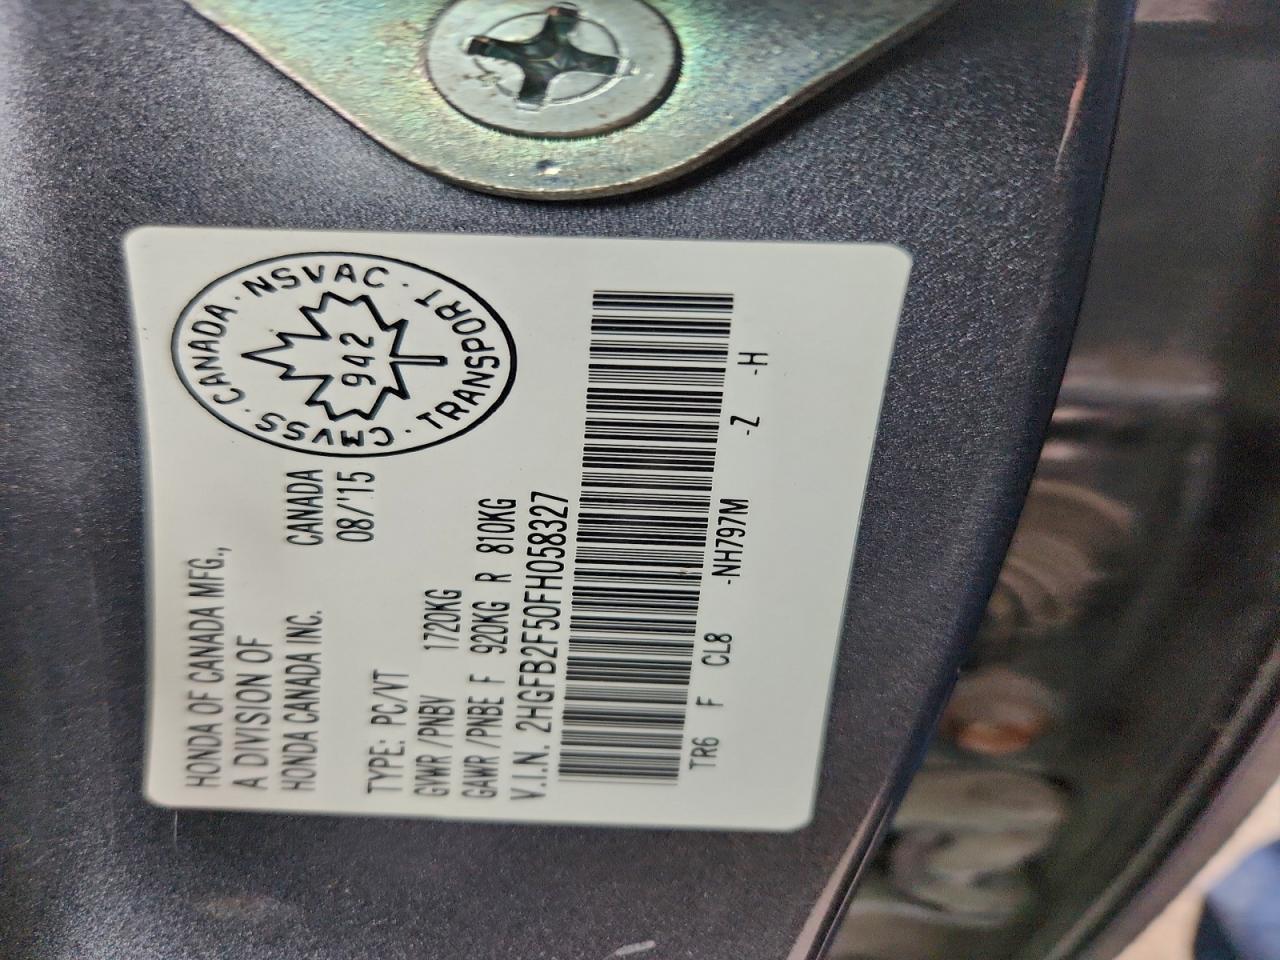 HONDA OF CANADA MFG.,
A DIVISION OF
HONDA CANADA INC.
CANADA
08/'15
CMVSS · CANADA · NSVAC · TRANSPORT ·
942
TYPE: PC/VT
GVWR /PNBV 1720KG
GAWR /PNBE F 920KG R 810KG
V.I.N. 2HGFB2F50FH058327
TR6 F CL8 -NH797M -Z -H